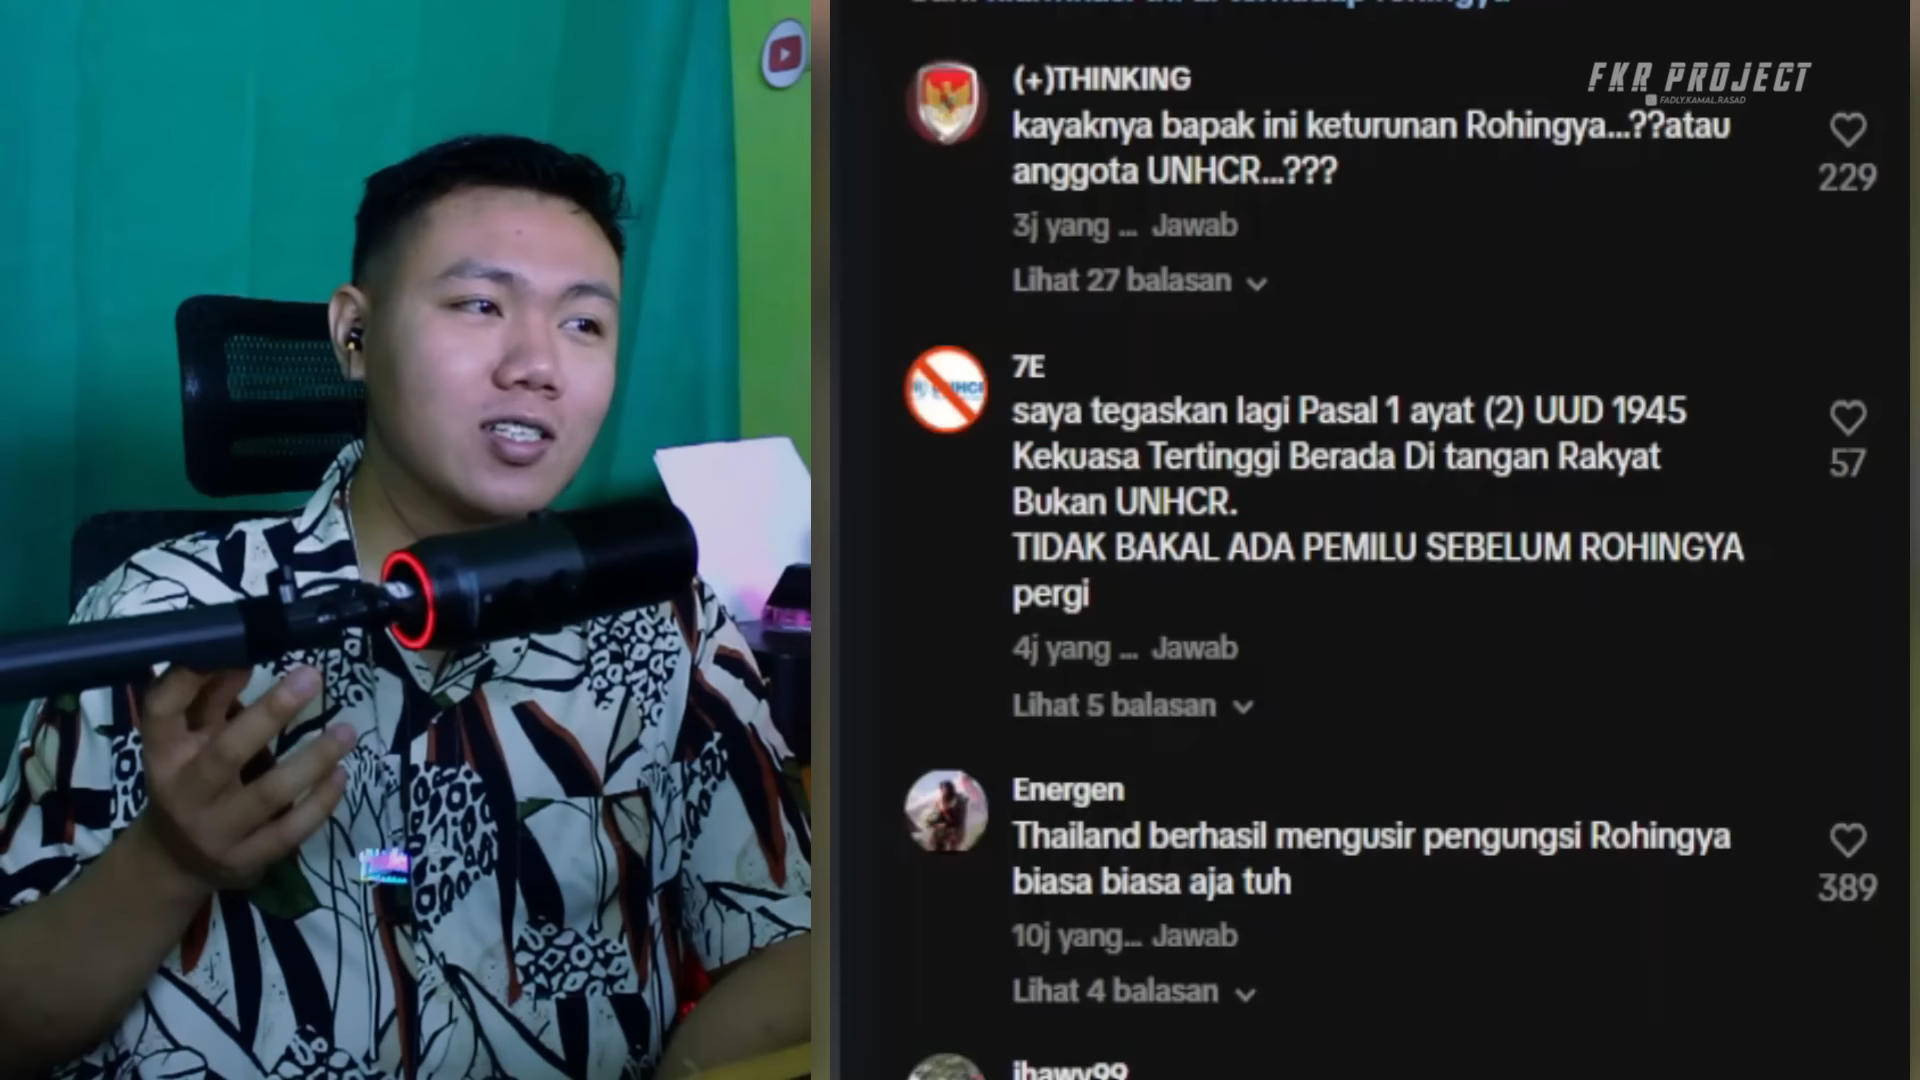 FKR PROJECT
FADLY.KAMAL.RASAD
(+)THINKING
kayaknya bapak ini keturunan Rohingya...??atau
anggota UNHCR...???
229
3j yang ... Jawab
Lihat 27 balasan
7E
saya tegaskan lagi Pasal 1 ayat (2) UUD 1945
Kekuasa Tertinggi Berada Di tangan Rakyat
Bukan UNHCR.
TIDAK BAKAL ADA PEMILU SEBELUM ROHINGYA
pergi
57
4j yang ... Jawab
Lihat 5 balasan
Energen
Thailand berhasil mengusir pengungsi Rohingya
biasa biasa aja tuh
389
10j yang... Jawab
Lihat 4 balasan